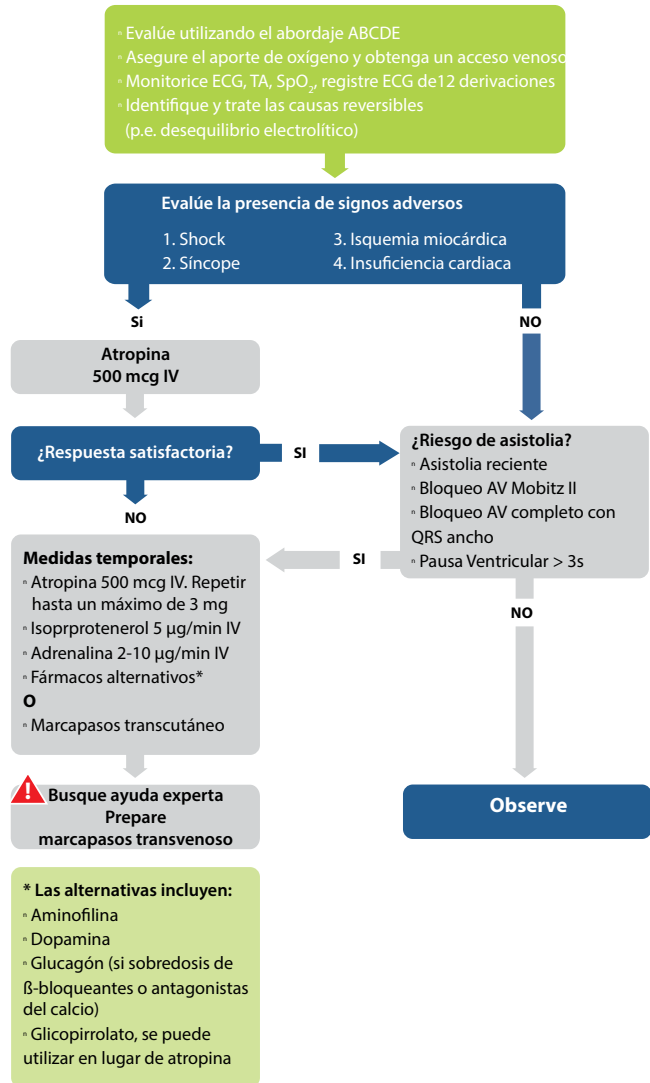 ▫ Evalúe utilizando el abordaje ABCDE
▫ Asegure el aporte de oxígeno y obtenga un acceso venoso
▫ Monitorice ECG, TA, SpO₂, registre ECG de12 derivaciones
▫ Identifique y trate las causas reversibles
(p.e. desequilibrio electrolítico)
Evalúe la presencia de signos adversos
1. Shock
2. Síncope
3. Isquemia miocárdica
4. Insuficiencia cardiaca
Si
NO
Atropina
500 mcg IV
¿Respuesta satisfactoria?
SI
¿Riesgo de asistolia?
▫ Asistolia reciente
▫ Bloqueo AV Mobitz II
▫ Bloqueo AV completo con
QRS ancho
▫ Pausa Ventricular > 3s
NO
SI
NO
Medidas temporales:
▫ Atropina 500 mcg IV. Repetir
hasta un máximo de 3 mg
▫ Isoprprotenerol 5 µg/min IV
▫ Adrenalina 2-10 µg/min IV
▫ Fármacos alternativos*
O
▫ Marcapasos transcutáneo
! Busque ayuda experta
Prepare
marcapasos transvenoso
Observe
* Las alternativas incluyen:
▫ Aminofilina
▫ Dopamina
▫ Glucagón (si sobredosis de
ß-bloqueantes o antagonistas
del calcio)
▫ Glicopirrolato, se puede
utilizar en lugar de atropina